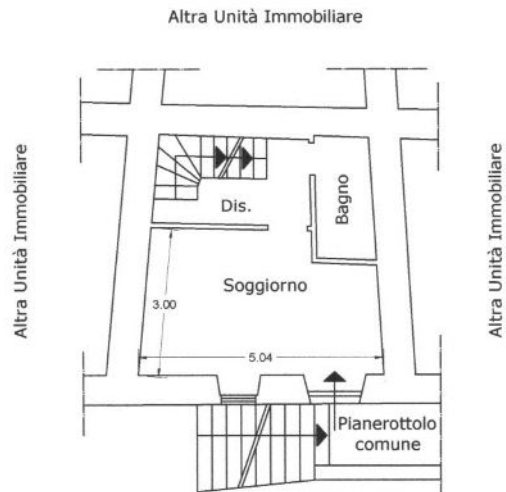 Altra Unità Immobiliare
Altra Unità Immobiliare
Altra Unità Immobiliare
Dis.
Bagno
Soggiorno
3.00
5.04
Pianerottolo
comune